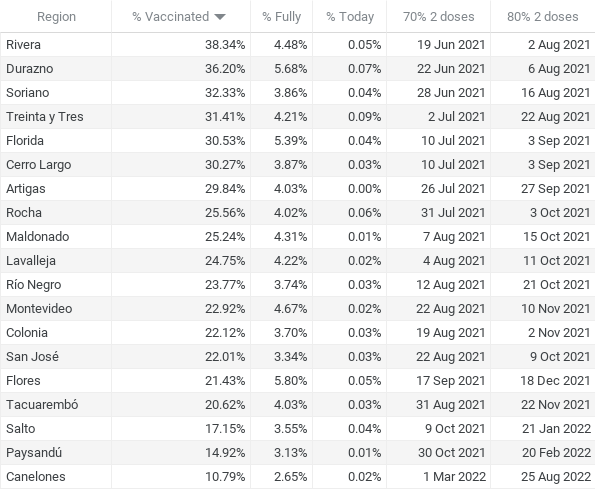 Region % Vaccinated % Fully % Today 70% 2 doses 80% 2 doses
Rivera 38.34% 4.48% 0.05% 19 Jun 2021 2 Aug 2021
Durazno 36.20% 5.68% 0.07% 22 Jun 2021 6 Aug 2021
Soriano 32.33% 3.86% 0.04% 28 Jun 2021 16 Aug 2021
Treinta y Tres 31.41% 4.21% 0.09% 2 Jul 2021 22 Aug 2021
Florida 30.53% 5.39% 0.04% 10 Jul 2021 3 Sep 2021
Cerro Largo 30.27% 3.87% 0.03% 10 Jul 2021 3 Sep 2021
Artigas 29.84% 4.03% 0.00% 26 Jul 2021 27 Sep 2021
Rocha 25.56% 4.02% 0.06% 31 Jul 2021 3 Oct 2021
Maldonado 25.24% 4.31% 0.01% 7 Aug 2021 15 Oct 2021
Lavalleja 24.75% 4.22% 0.02% 4 Aug 2021 11 Oct 2021
Río Negro 23.77% 3.74% 0.03% 12 Aug 2021 21 Oct 2021
Montevideo 22.92% 4.67% 0.02% 22 Aug 2021 10 Nov 2021
Colonia 22.12% 3.70% 0.03% 19 Aug 2021 2 Nov 2021
San José 22.01% 3.34% 0.03% 22 Aug 2021 9 Oct 2021
Flores 21.43% 5.80% 0.05% 17 Sep 2021 18 Dec 2021
Tacuarembó 20.62% 4.03% 0.03% 31 Aug 2021 22 Nov 2021
Salto 17.15% 3.55% 0.04% 9 Oct 2021 21 Jan 2022
Paysandú 14.92% 3.13% 0.01% 30 Oct 2021 20 Feb 2022
Canelones 10.79% 2.65% 0.02% 1 Mar 2022 25 Aug 2022